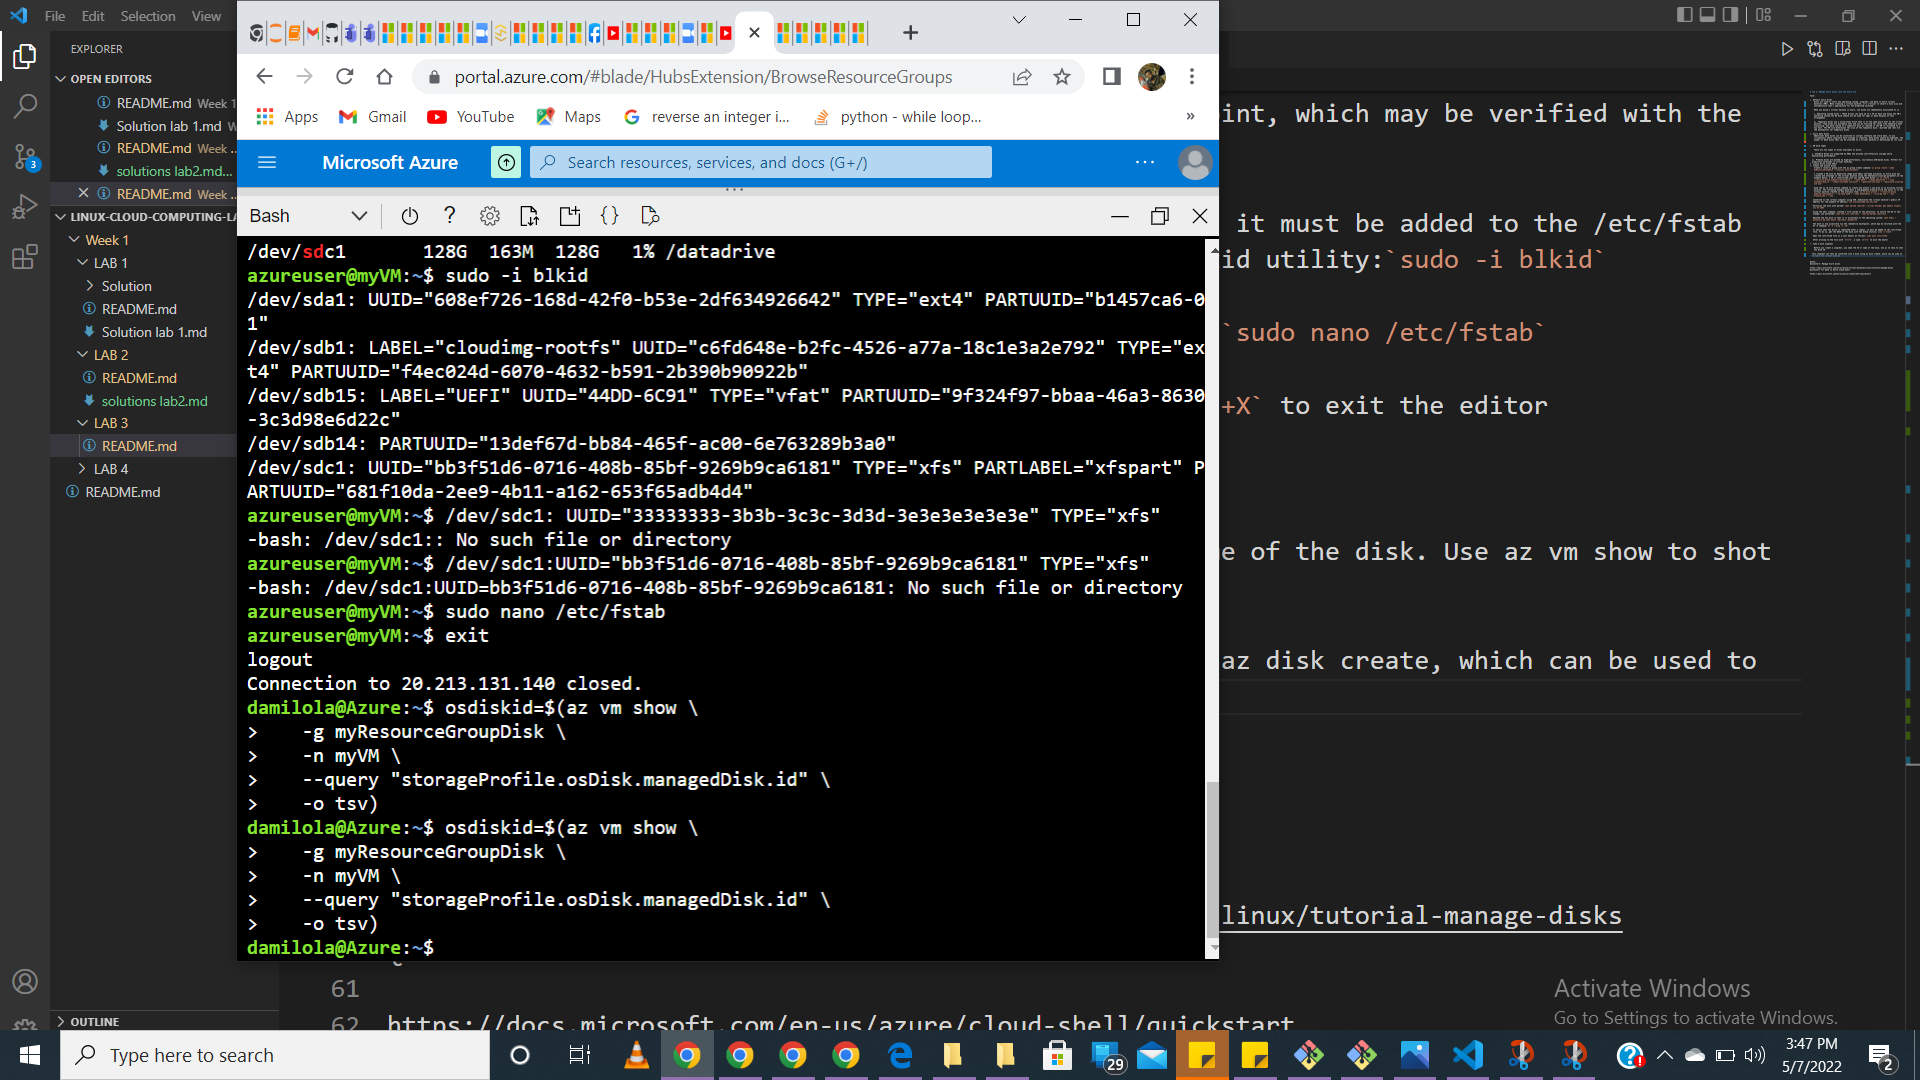 File Edit Selection View
EXPLORER
OPEN EDITORS
README.md Week 1
Solution lab 1.md W
README.md Week ...
solutions lab2.md...
README.md Week ...
LINUX-CLOUD-COMPUTING-LA
Week 1
LAB 1
Solution
README.md
Solution lab 1.md
LAB 2
README.md
solutions lab2.md
LAB 3
README.md
LAB 4
README.md
OUTLINE
3
portal.azure.com/#blade/HubsExtension/BrowseResourceGroups
Apps Gmail YouTube Maps reverse an integer i... python - while loop... »
Microsoft Azure Search resources, services, and docs (G+/)
Bash
/dev/sdc1 128G 163M 128G 1% /datadrive
azureuser@myVM:~$ sudo -i blkid
/dev/sda1: UUID="608ef726-168d-42f0-b53e-2df634926642" TYPE="ext4" PARTUUID="b1457ca6-0
1"
/dev/sdb1: LABEL="cloudimg-rootfs" UUID="c6fd648e-b2fc-4526-a77a-18c1e3a2e792" TYPE="ex
t4" PARTUUID="f4ec024d-6070-4632-b591-2b390b90922b"
/dev/sdb15: LABEL="UEFI" UUID="44DD-6C91" TYPE="vfat" PARTUUID="9f324f97-bbaa-46a3-8630
-3c3d98e6d22c"
/dev/sdb14: PARTUUID="13def67d-bb84-465f-ac00-6e763289b3a0"
/dev/sdc1: UUID="bb3f51d6-0716-408b-85bf-9269b9ca6181" TYPE="xfs" PARTLABEL="xfspart" P
ARTUUID="681f10da-2ee9-4b11-a162-653f65adb4d4"
azureuser@myVM:~$ /dev/sdc1: UUID="33333333-3b3b-3c3c-3d3d-3e3e3e3e3e3e" TYPE="xfs"
-bash: /dev/sdc1:: No such file or directory
azureuser@myVM:~$ /dev/sdc1:UUID="bb3f51d6-0716-408b-85bf-9269b9ca6181" TYPE="xfs"
-bash: /dev/sdc1:UUID=bb3f51d6-0716-408b-85bf-9269b9ca6181: No such file or directory
azureuser@myVM:~$ sudo nano /etc/fstab
azureuser@myVM:~$ exit
logout
Connection to 20.213.131.140 closed.
damilola@Azure:~$ osdiskid=$(az vm show \
> -g myResourceGroupDisk \
> -n myVM \
> --query "storageProfile.osDisk.managedDisk.id" \
> -o tsv)
damilola@Azure:~$ osdiskid=$(az vm show \
> -g myResourceGroupDisk \
> -n myVM \
> --query "storageProfile.osDisk.managedDisk.id" \
> -o tsv)
damilola@Azure:~$
int, which may be verified with the
it must be added to the /etc/fstab
id utility:`sudo -i blkid`
`sudo nano /etc/fstab`
+X` to exit the editor
e of the disk. Use az vm show to shot
az disk create, which can be used to
linux/tutorial-manage-disks
61
62 https://docs.microsoft.com/en-us/azure/cloud-shell/quickstart
Activate Windows
Go to Settings to activate Windows.
Type here to search
29
3:47 PM
5/7/2022
2